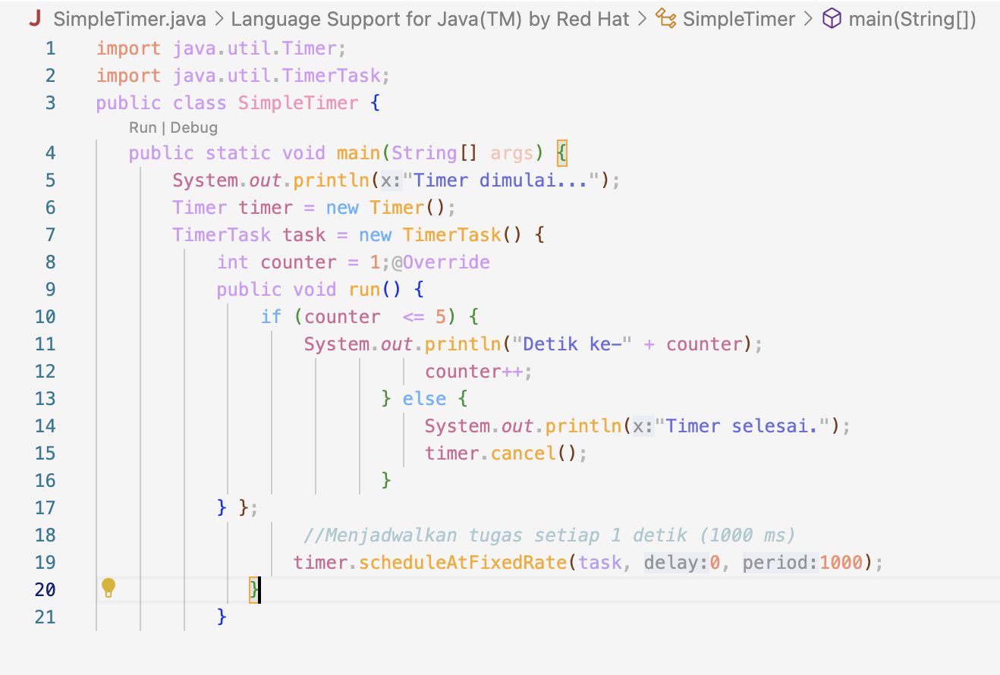 SimpleTimer.java > Language Support for Java(TM) by Red Hat > SimpleTimer > main(String[])
1 import java.util.Timer;
2 import java.util.TimerTask;
3 public class SimpleTimer {
Run | Debug
4 public static void main(String[] args) {
5 System.out.println(x:"Timer dimulai...");
6 Timer timer = new Timer();
7 TimerTask task = new TimerTask() {
8 int counter = 1;@Override
9 public void run() {
10 if (counter  <= 5) {
11 System.out.println("Detik ke-" + counter);
12 counter++;
13 } else {
14 System.out.println(x:"Timer selesai.");
15 timer.cancel();
16 }
17 } };
18 //Menjadwalkan tugas setiap 1 detik (1000 ms)
19 timer.scheduleAtFixedRate(task, delay:0, period:1000);
20 }
21 }